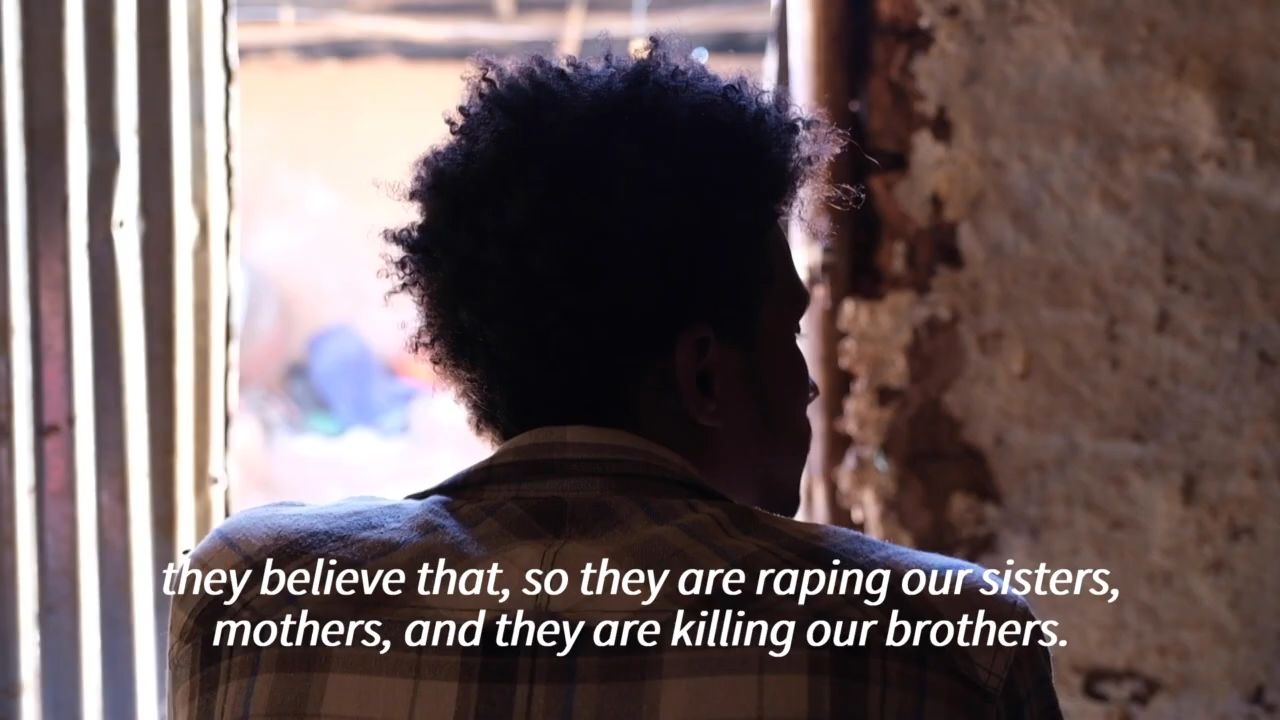 they believe that, so they are raping our sisters,
mothers, and they are killing our brothers.